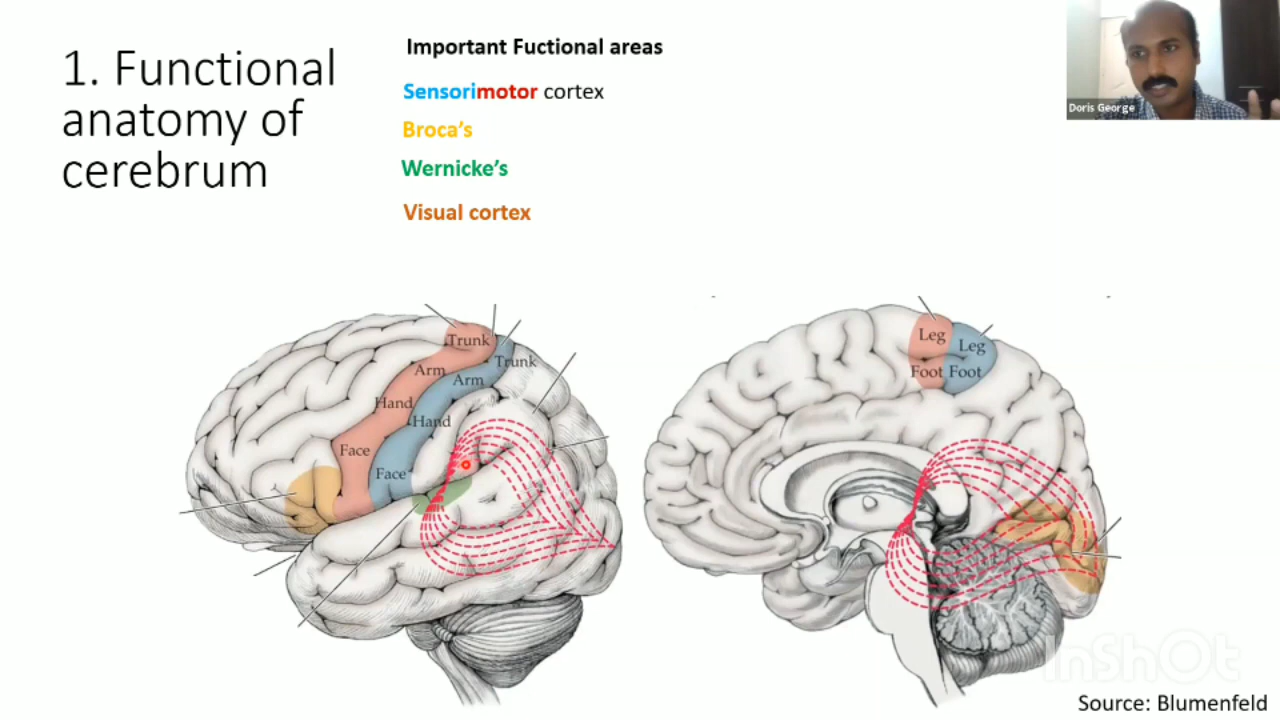 1. Functional
anatomy of
cerebrum
Important Fuctional areas
Sensorimotor cortex
Broca's
Wernicke's
Visual cortex
Doris George
Trunk
Trunk
Arm
Arm
Hand
Hand
Face
Face
Leg
Leg
Foot
Foot
InShOt
Source: Blumenfeld